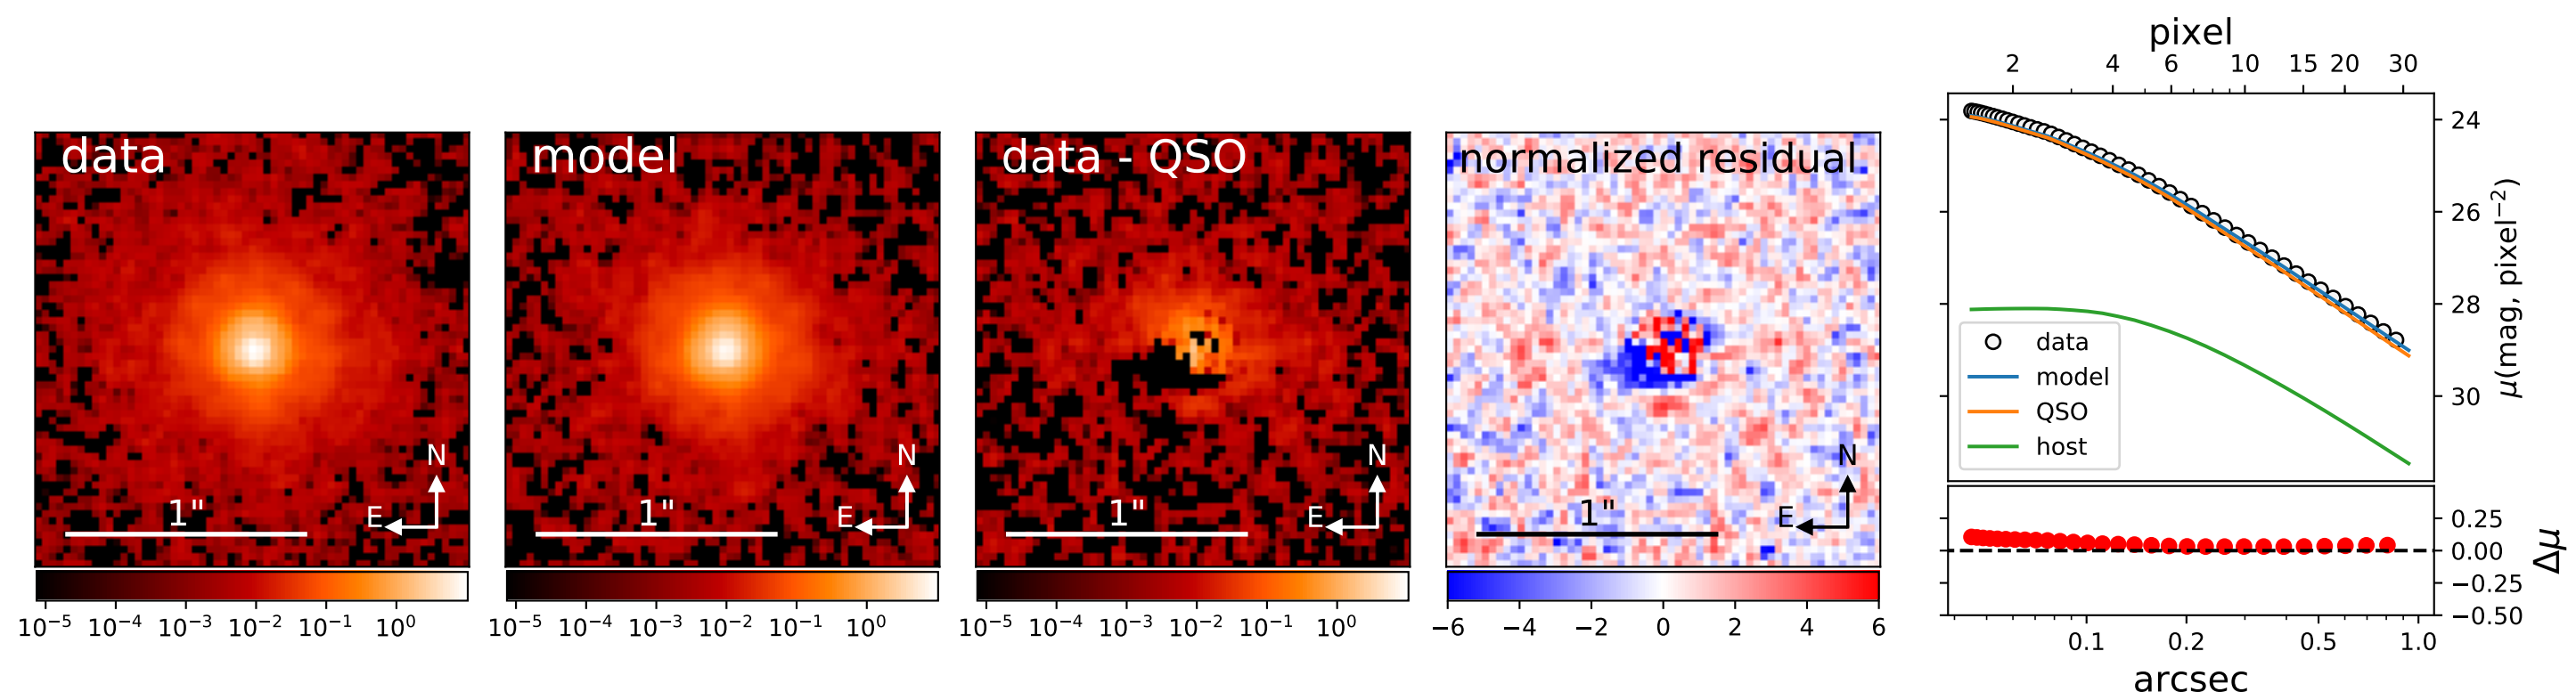 data
N
E
1"
10⁻⁵ 10⁻⁴ 10⁻³ 10⁻² 10⁻¹ 10⁰
model
N
E
1"
10⁻⁵ 10⁻⁴ 10⁻³ 10⁻² 10⁻¹ 10⁰
data - QSO
N
E
1"
10⁻⁵ 10⁻⁴ 10⁻³ 10⁻² 10⁻¹ 10⁰
normalized residual
N
E
1"
−6 −4 −2 0 2 4 6
pixel
2 4 6 10 15 20 30
24
26
28
30
μ(mag, pixel⁻²)
data
model
QSO
host
0.25
0.00
−0.25
−0.50
Δμ
0.1 0.2 0.5 1.0
arcsec